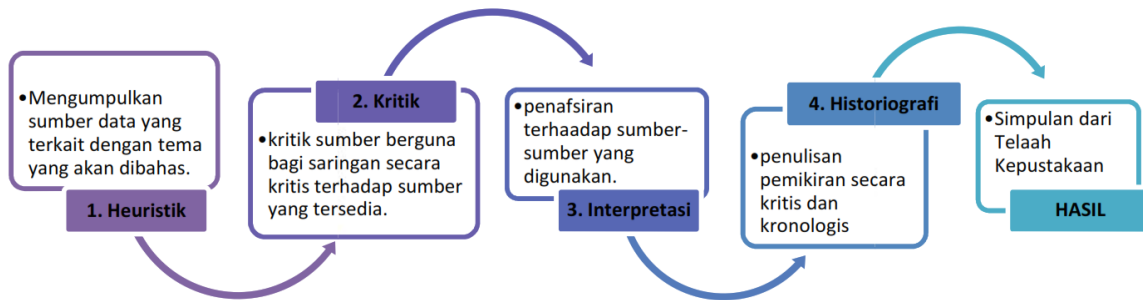 •Mengumpulkan
sumber data yang
terkait dengan tema
yang akan dibahas.
1. Heuristik
2. Kritik
•kritik sumber berguna
bagi saringan secara
kritis terhadap sumber
yang tersedia.
•penafsiran
terhaadap sumber-
sumber yang
digunakan.
3. Interpretasi
4. Historiografi
•penulisan
pemikiran secara
kritis dan
kronologis
•Simpulan dari
Telaah
Kepustakaan
HASIL